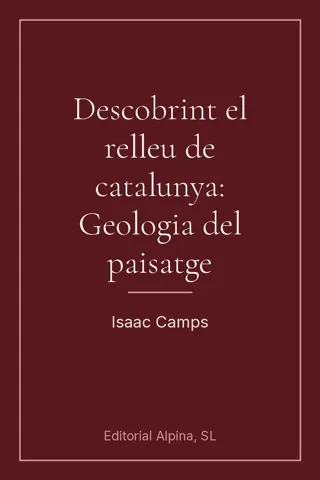 Descobrint el
relleu de
catalunya:
Geologia del
paisatge
Isaac Camps
Editorial Alpina, SL